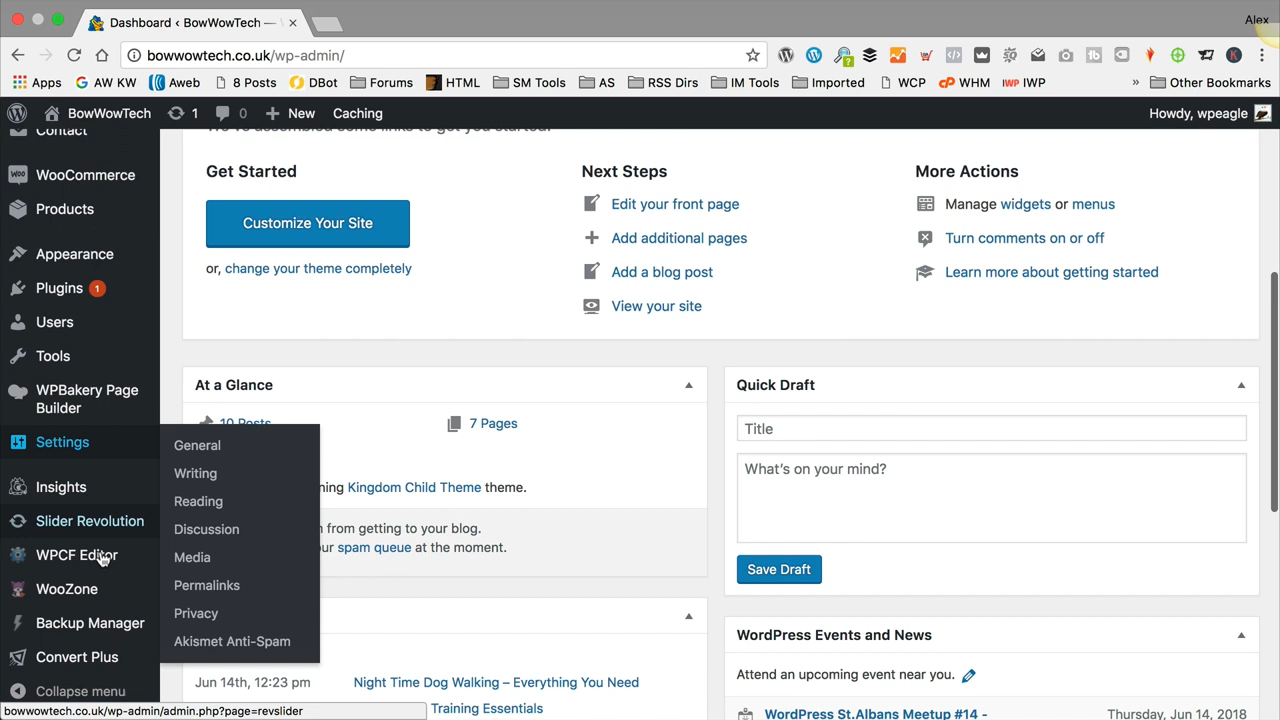 Dashboard ‹ BowWowTech —
Alex
bowwowtech.co.uk/wp-admin/
Apps
AW KW
Aweb
8 Posts
DBot
Forums
HTML
SM Tools
AS
RSS Dirs
IM Tools
Imported
WCP
WHM
IWP
»
Other Bookmarks
BowWowTech
1
0
New
Caching
Howdy, wpeagle
Contact
WooCommerce
Products
Appearance
Plugins 1
Users
Tools
WPBakery Page
Builder
Settings
Insights
Slider Revolution
WPCF Editor
WooZone
Backup Manager
Convert Plus
Collapse menu
General
Writing
Reading
Discussion
Media
Permalinks
Privacy
Akismet Anti-Spam
We've assembled some links to get you started:
Get Started
Customize Your Site
or, change your theme completely
Next Steps
Edit your front page
Add additional pages
Add a blog post
View your site
More Actions
Manage widgets or menus
Turn comments on or off
Learn more about getting started
At a Glance
10 Posts
7 Pages
Kingdom Child Theme theme.
from getting to your blog.
spam queue at the moment.
Jun 14th, 12:23 pm
Night Time Dog Walking – Everything You Need
Training Essentials
Quick Draft
Title
What's on your mind?
Save Draft
WordPress Events and News
Attend an upcoming event near you.
WordPress St.Albans Meetup #14 -
Thursday, Jun 14, 2018
bowwowtech.co.uk/wp-admin/admin.php?page=revslider